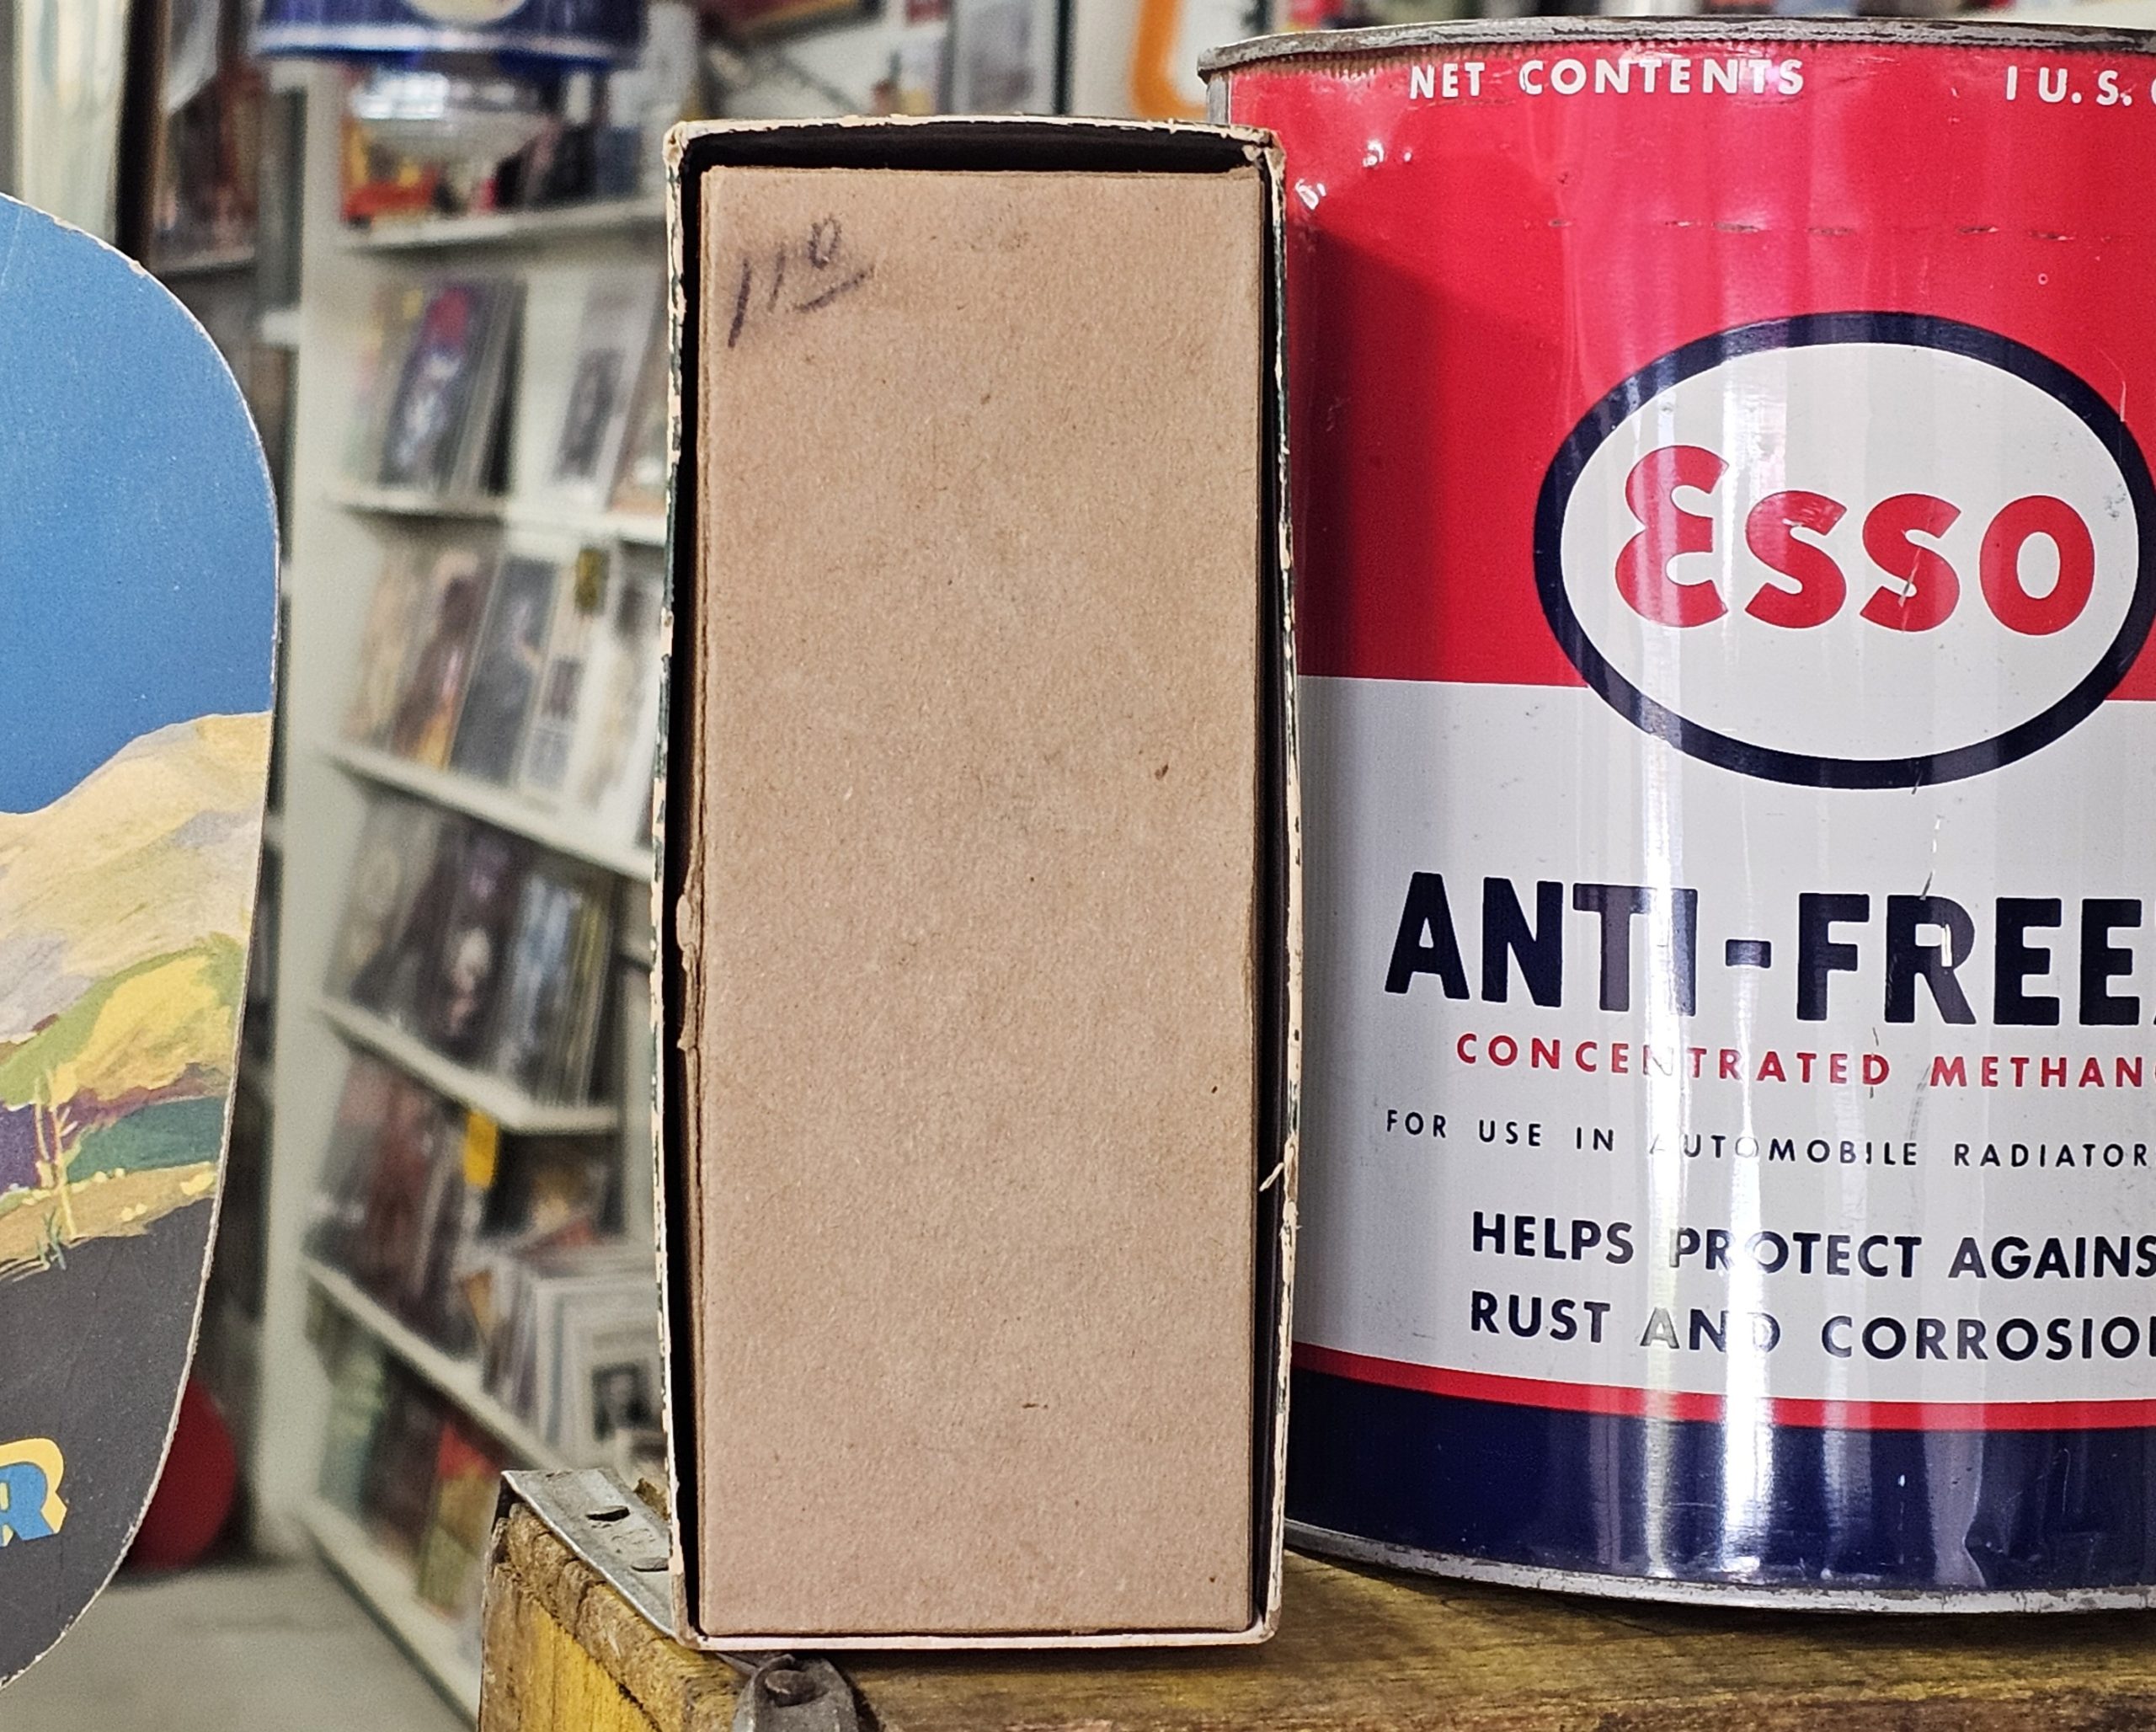 NET CONTENTS 1 U.S.
110
Esso
ANTI-FREE
CONCENTRATED METHAN
FOR USE IN AUTOMOBILE RADIATOR
HELPS PROTECT AGAINS
RUST AND CORROSIO
R